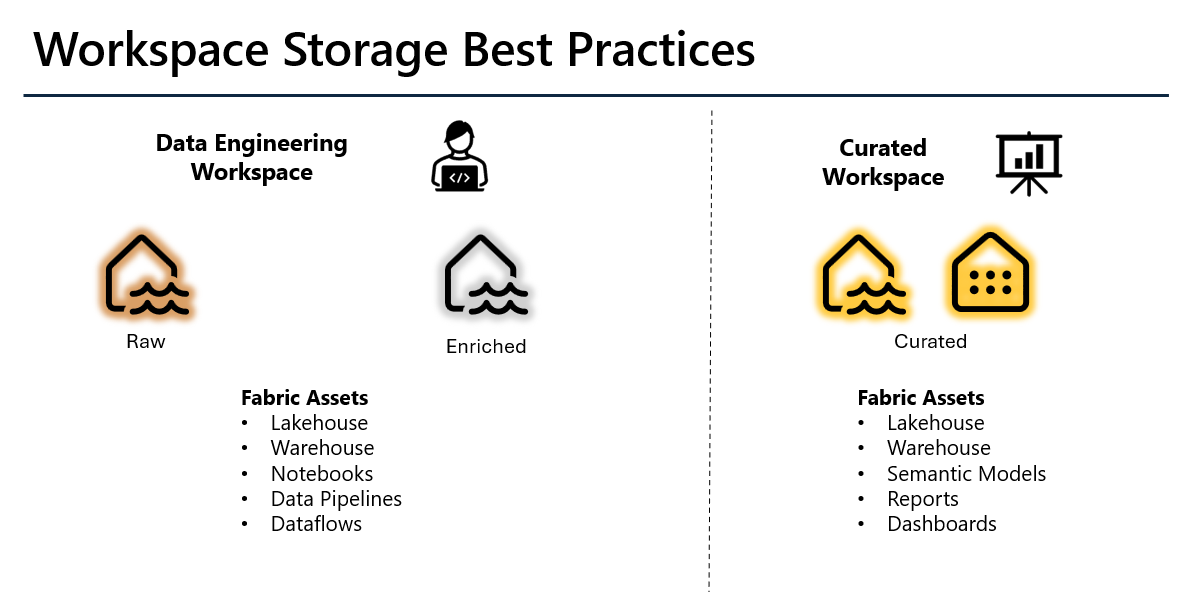 Workspace Storage Best Practices
Data Engineering
Workspace
</>
Raw
Enriched
Fabric Assets
• Lakehouse
• Warehouse
• Notebooks
• Data Pipelines
• Dataflows
Curated
Workspace
Curated
Fabric Assets
• Lakehouse
• Warehouse
• Semantic Models
• Reports
• Dashboards